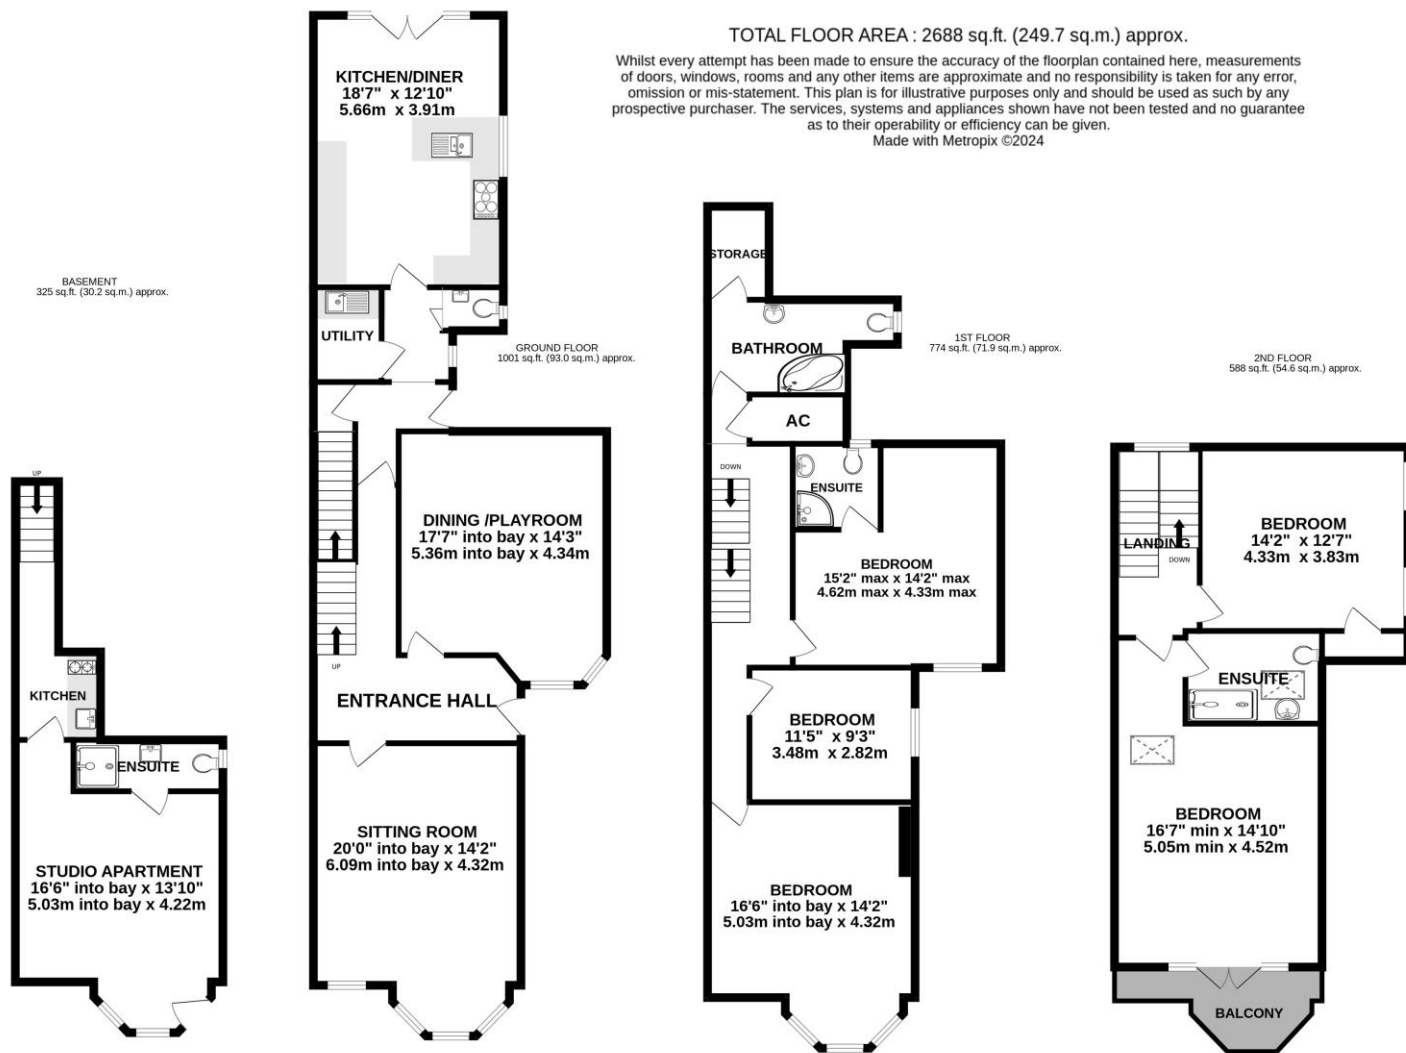 TOTAL FLOOR AREA : 2688 sq.ft. (249.7 sq.m.) approx.
Whilst every attempt has been made to ensure the accuracy of the floorplan contained here, measurements
of doors, windows, rooms and any other items are approximate and no responsibility is taken for any error,
omission or mis-statement. This plan is for illustrative purposes only and should be used as such by any
prospective purchaser. The services, systems and appliances shown have not been tested and no guarantee
as to their operability or efficiency can be given.
Made with Metropix ©2024
BASEMENT
325 sq.ft. (30.2 sq.m.) approx.
UP
KITCHEN
ENSUITE
STUDIO APARTMENT
16'6" into bay x 13'10"
5.03m into bay x 4.22m
GROUND FLOOR
1001 sq.ft. (93.0 sq.m.) approx.
KITCHEN/DINER
18'7" x 12'10"
5.66m x 3.91m
UTILITY
DINING /PLAYROOM
17'7" into bay x 14'3"
5.36m into bay x 4.34m
UP
ENTRANCE HALL
SITTING ROOM
20'0" into bay x 14'2"
6.09m into bay x 4.32m
1ST FLOOR
774 sq.ft. (71.9 sq.m.) approx.
STORAGE
BATHROOM
AC
DOWN
ENSUITE
BEDROOM
15'2" max x 14'2" max
4.62m max x 4.33m max
BEDROOM
11'5" x 9'3"
3.48m x 2.82m
BEDROOM
16'6" into bay x 14'2"
5.03m into bay x 4.32m
2ND FLOOR
588 sq.ft. (54.6 sq.m.) approx.
LANDING
DOWN
BEDROOM
14'2" x 12'7"
4.33m x 3.83m
ENSUITE
BEDROOM
16'7" min x 14'10"
5.05m min x 4.52m
BALCONY